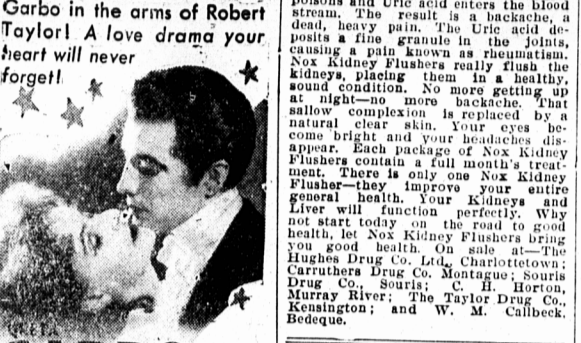 Garbo in the arms of Robert
Taylor! A love drama your
heart will never
forget!
GRETA
poisons and Uric acid enters the blood
stream. The result is a backache, a
dead, heavy pain. The Uric acid de-
posits a fine granule in the joints,
causing a pain known as rheumatism.
Nox Kidney Flushers really flush the
kidneys, placing them in a healthy,
sound condition. No more getting up
at night—no more backache. That
sallow complexion is replaced by a
natural clear skin. Your eyes be-
come bright and your headaches dis-
appear. Each package of Nox Kidney
Flushers contain a full month's treat-
ment. There is only one Nox Kidney
Flusher—they improve your entire
general health. Your Kidneys and
Liver will function perfectly. Why
not start today on the road to good
health, let Nox Kidney Flushers bring
you good health. On sale at—The
Hughes Drug Co. Ltd., Charlottetown;
Carruthers Drug Co. Montague; Souris
Drug Co., Souris; C. H. Horton,
Murray River; The Taylor Drug Co.,
Kensington; and W. M. Callbeck,
Bedeque.